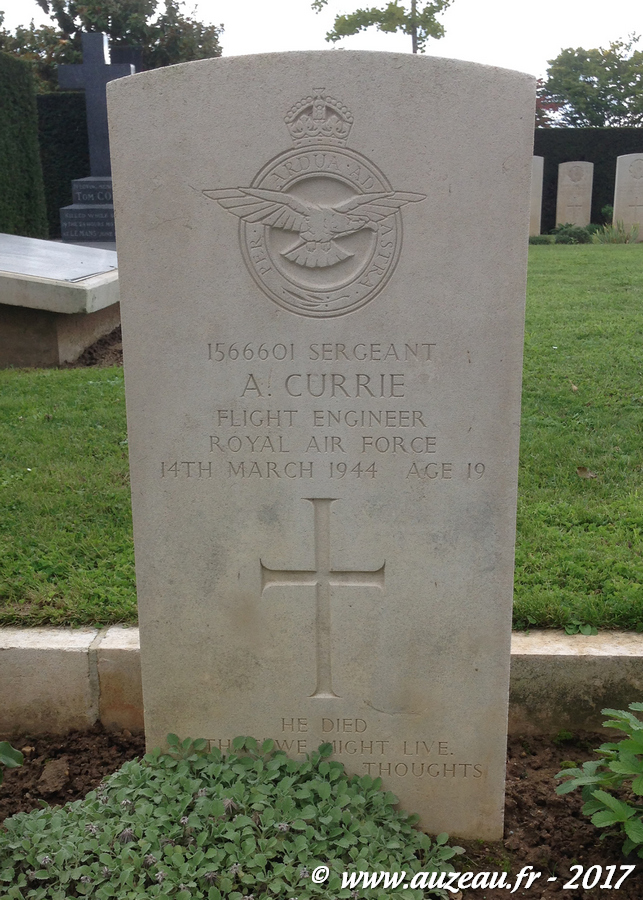 PER ARDUA AD ASTRA
1566601 SERGEANT
A. CURRIE
FLIGHT ENGINEER
ROYAL AIR FORCE
14TH MARCH 1944 AGE 19
HE DIED
WE MIGHT LIVE.
THOUGHTS
TOM
© www.auzeau.fr - 2017